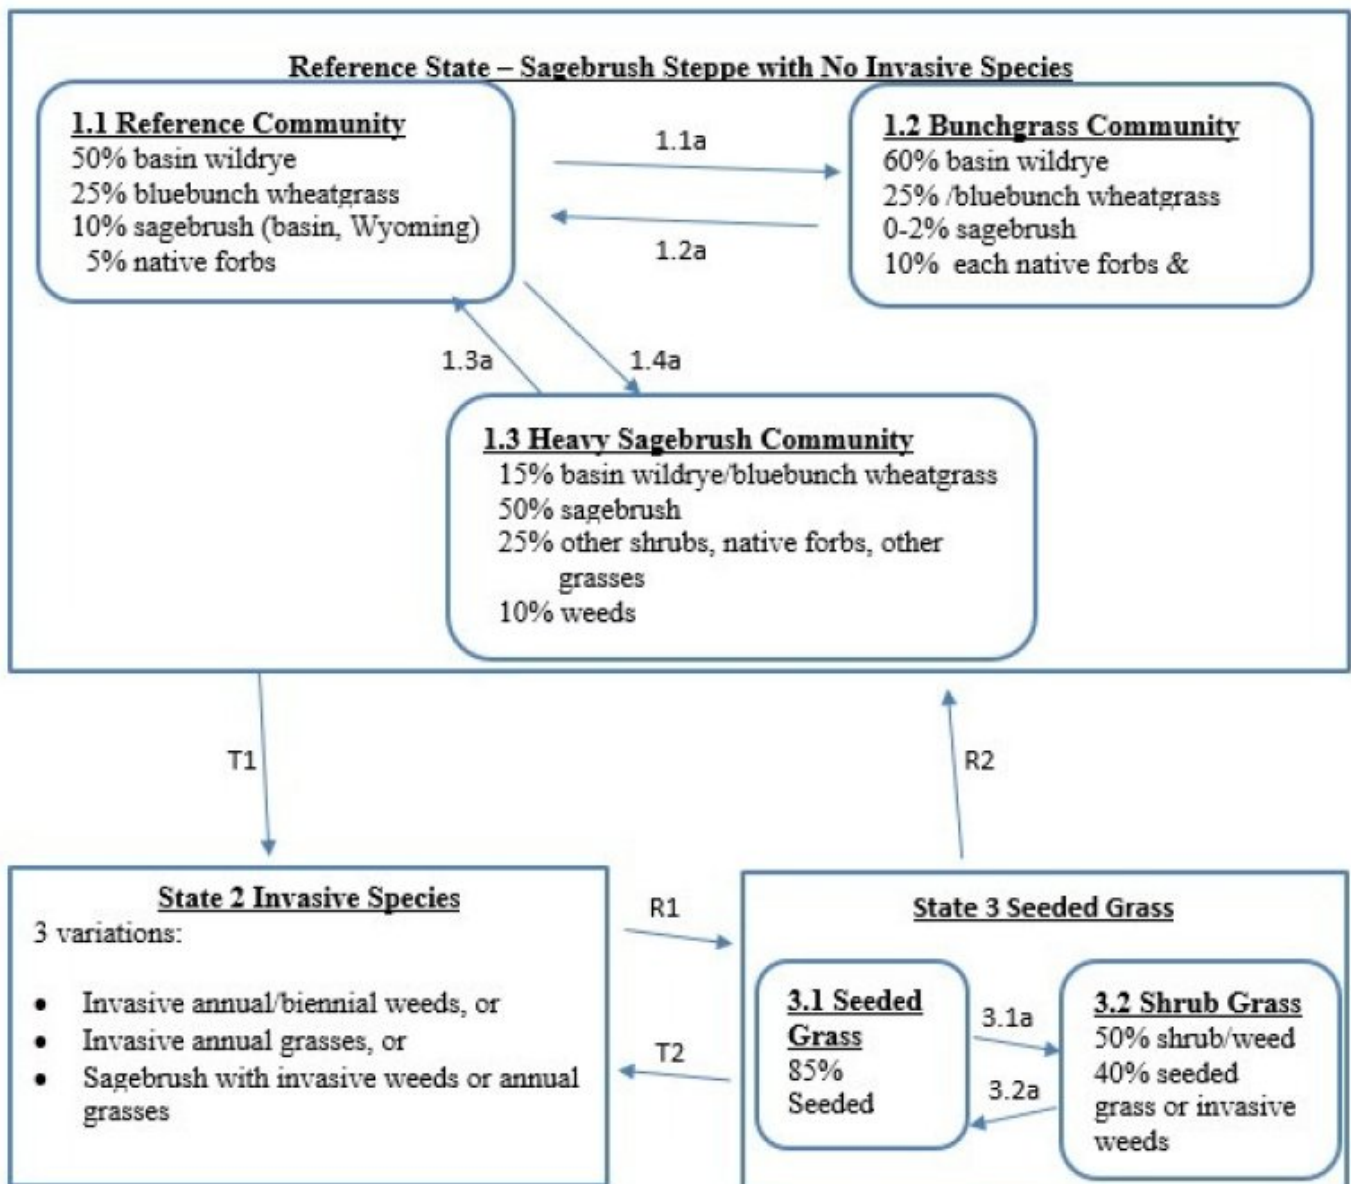 Reference State – Sagebrush Steppe with No Invasive Species
1.1 Reference Community
50% basin wildrye
25% bluebunch wheatgrass
10% sagebrush (basin, Wyoming)
5% native forbs
1.1a
1.2a
1.2 Bunchgrass Community
60% basin wildrye
25% /bluebunch wheatgrass
0-2% sagebrush
10% each native forbs &
1.3a
1.4a
1.3 Heavy Sagebrush Community
15% basin wildrye/bluebunch wheatgrass
50% sagebrush
25% other shrubs, native forbs, other
grasses
10% weeds
T1
R2
State 2 Invasive Species
3 variations:
• Invasive annual/biennial weeds, or
• Invasive annual grasses, or
• Sagebrush with invasive weeds or annual
grasses
R1
T2
State 3 Seeded Grass
3.1 Seeded
Grass
85%
Seeded
3.1a
3.2a
3.2 Shrub Grass
50% shrub/weed
40% seeded
grass or invasive
weeds